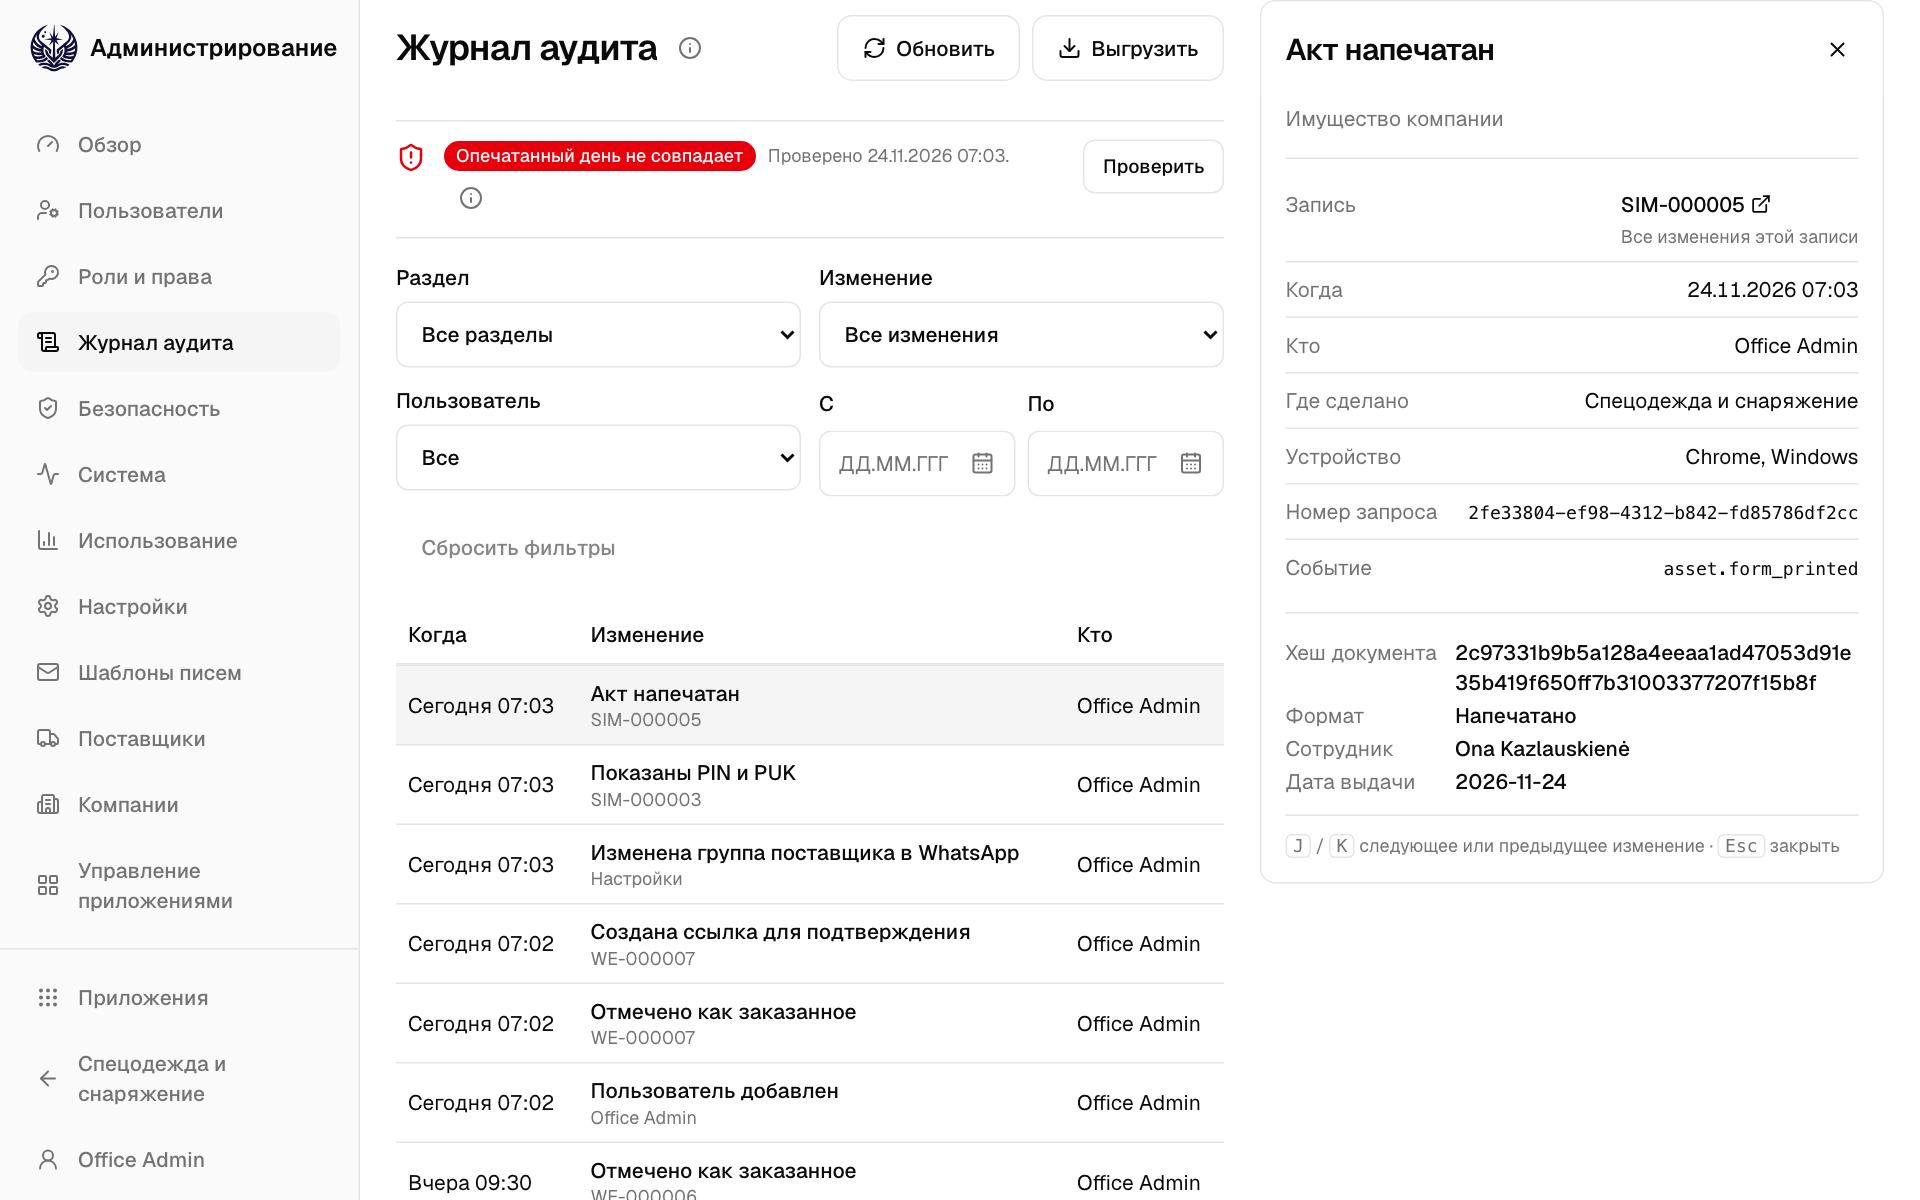 Администрирование
Обзор
Пользователи
Роли и права
Журнал аудита
Безопасность
Система
Использование
Настройки
Шаблоны писем
Поставщики
Компании
Управление
приложениями
Приложения
Спецодежда и
снаряжение
Office Admin
Журнал аудита
Обновить
Выгрузить
Опечатанный день не совпадает
Проверено 24.11.2026 07:03.
Проверить
Раздел
Изменение
Все разделы
Все изменения
Пользователь
С
По
Все
ДД.ММ.ГГГ
ДД.ММ.ГГГ
Сбросить фильтры
Когда Изменение Кто
Сегодня 07:03 Акт напечатан Office Admin
SIM-000005
Сегодня 07:03 Показаны PIN и PUK Office Admin
SIM-000003
Сегодня 07:03 Изменена группа поставщика в WhatsApp Office Admin
Настройки
Сегодня 07:02 Создана ссылка для подтверждения Office Admin
WE-000007
Сегодня 07:02 Отмечено как заказанное Office Admin
WE-000007
Сегодня 07:02 Пользователь добавлен Office Admin
Office Admin
Вчера 09:30 Отмечено как заказанное Office Admin
WE-000006
Акт напечатан
Имущество компании
Запись SIM-000005
Все изменения этой записи
Когда 24.11.2026 07:03
Кто Office Admin
Где сделано Спецодежда и снаряжение
Устройство Chrome, Windows
Номер запроса 2fe33804-ef98-4312-b842-fd85786df2cc
Событие asset.form_printed
Хеш документа 2c97331b9b5a128a4eeaa1ad47053d91e
35b419f650ff7b31003377207f15b8f
Формат Напечатано
Сотрудник Ona Kazlauskienė
Дата выдачи 2026-11-24
J / K следующее или предыдущее изменение · Esc закрыть